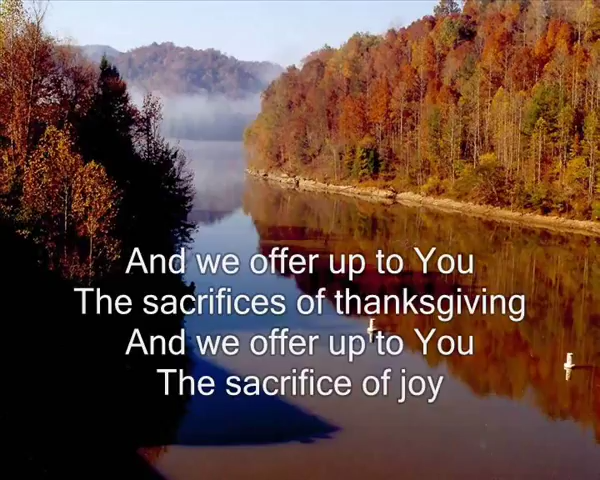 And we offer up to You
The sacrifices of thanksgiving
And we offer up to You
The sacrifice of joy